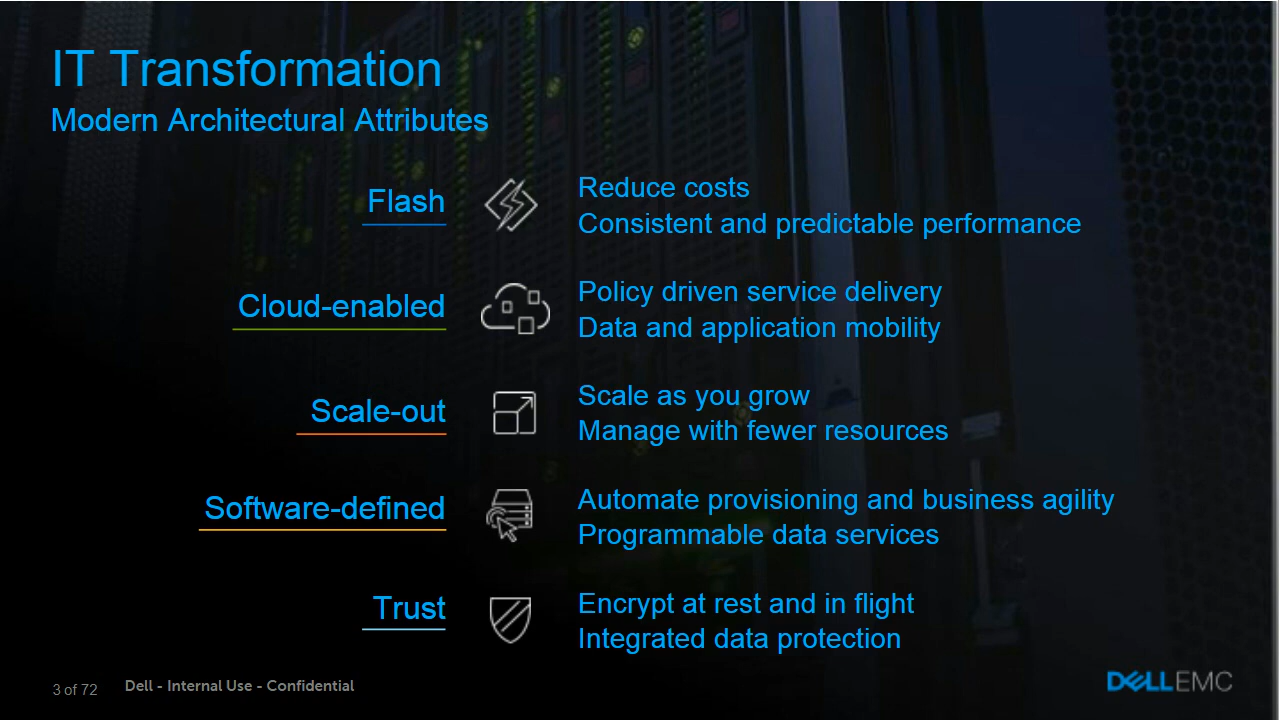 IT Transformation
Modern Architectural Attributes
Flash
Reduce costs
Consistent and predictable performance
Cloud-enabled
Policy driven service delivery
Data and application mobility
Scale-out
Scale as you grow
Manage with fewer resources
Software-defined
Automate provisioning and business agility
Programmable data services
Trust
Encrypt at rest and in flight
Integrated data protection
3 of 72
Dell - Internal Use - Confidential
DELL EMC